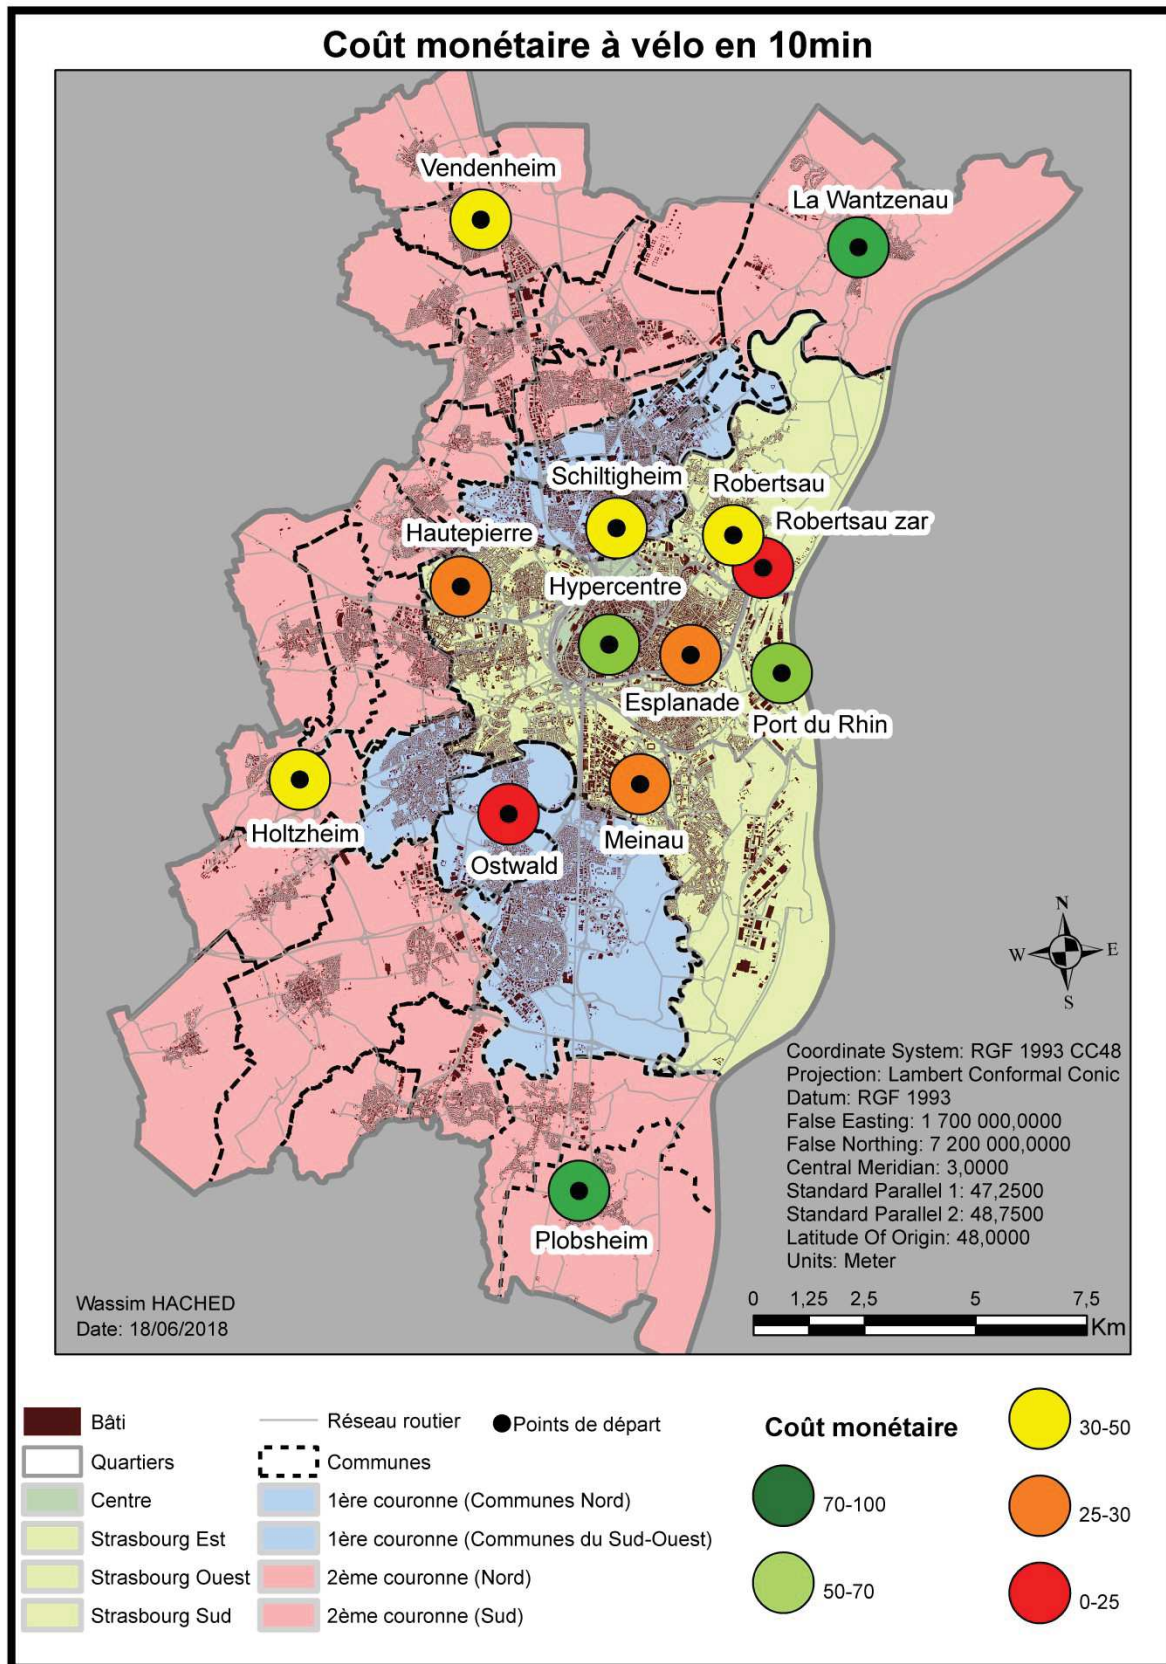 Coût monétaire à vélo en 10min
Vendenheim
La Wantzenau
Schiltigheim
Robertsau
Robertsau zar
Hautepierre
Hypercentre
Esplanade
Port du Rhin
Holtzheim
Ostwald
Meinau
Plobsheim
N
W
E
S
Coordinate System: RGF 1993 CC48
Projection: Lambert Conformal Conic
Datum: RGF 1993
False Easting: 1 700 000,0000
False Northing: 7 200 000,0000
Central Meridian: 3,0000
Standard Parallel 1: 47,2500
Standard Parallel 2: 48,7500
Latitude Of Origin: 48,0000
Units: Meter
Wassim HACHED
Date: 18/06/2018
0 1,25 2,5 5 7,5
Km
Bâti
Quartiers
Centre
Strasbourg Est
Strasbourg Ouest
Strasbourg Sud
Réseau routier
Communes
1ère couronne (Communes Nord)
1ère couronne (Communes du Sud-Ouest)
2ème couronne (Nord)
2ème couronne (Sud)
Points de départ
Coût monétaire
70-100
50-70
30-50
25-30
0-25